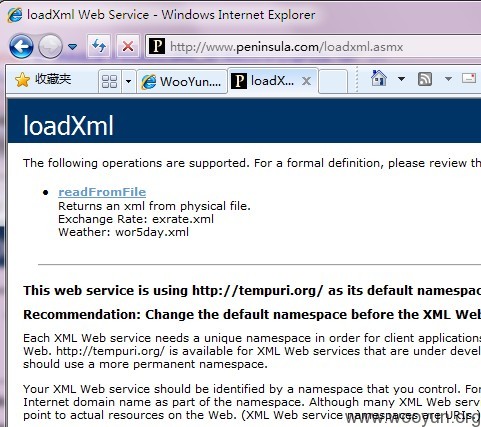 loadXml Web Service - Windows Internet Explorer
http://www.peninsula.com/loadxml.asmx
收藏夹
WooYun....
loadX...
loadXml
The following operations are supported. For a formal definition, please review th
readFromFile
Returns an xml from physical file.
Exchange Rate: exrate.xml
Weather: wor5day.xml
This web service is using http://tempuri.org/ as its default namespac
Recommendation: Change the default namespace before the XML Web
Each XML Web service needs a unique namespace in order for client applications
Web. http://tempuri.org/ is available for XML Web services that are under devel
should use a more permanent namespace.
Your XML Web service should be identified by a namespace that you control. For
Internet domain name as part of the namespace. Although many XML Web serv
point to actual resources on the Web. (XML Web service namespaces are URIs.)
www.wooyun.org